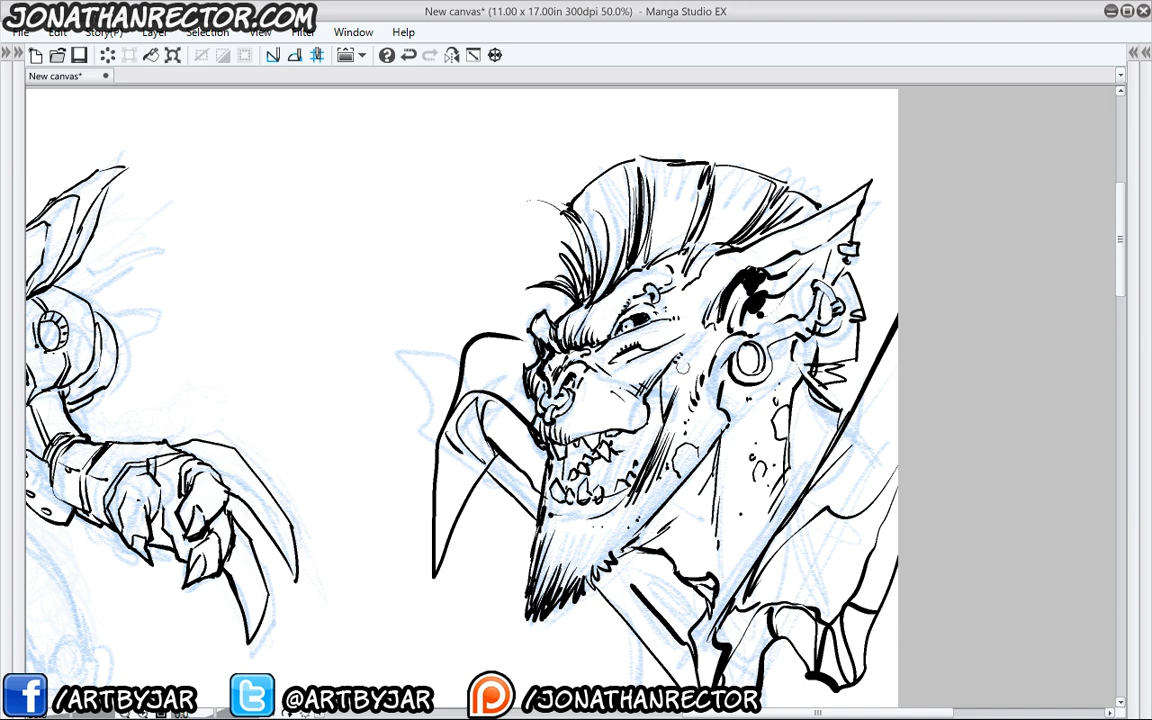 JONATHANRECTOR.COM
New canvas* (11.00 x 17.00in 300dpi 50.0%) - Manga Studio EX
File Edit Story(P) Layer Selection View Filter Window Help
New canvas*
/ARTBYJAR @ARTBYJAR /JONATHANRECTOR